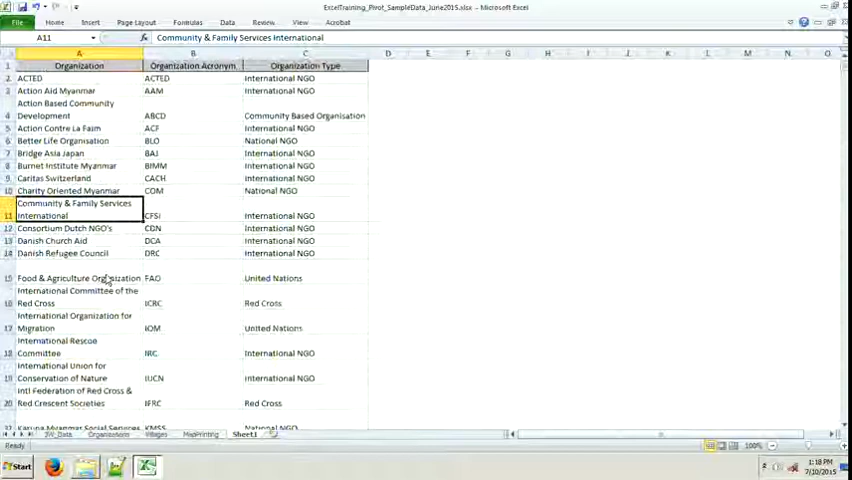 ExcelTraining_Pivot_SampleData_June2015.xlsx - Microsoft Excel
File Home Insert Page Layout Formulas Data Review View Acrobat
A11 fx Community & Family Services International
A B C D E F G H I J K L M N O
1 Organization Organization Acronym Organization Type
2 ACTED ACTED International NGO
3 Action Aid Myanmar AAM International NGO
Action Based Community
4 Development ABCD Community Based Organisation
5 Action Contre La Faim ACF International NGO
6 Better Life Organisation BLO National NGO
7 Bridge Asia Japan BAJ International NGO
8 Burnet Institute Myanmar BIMM International NGO
9 Caritas Switzerland CACH International NGO
10 Charity Oriented Myanmar COM National NGO
Community & Family Services
11 International CFSI International NGO
12 Consortium Dutch NGO's CDN International NGO
13 Danish Church Aid DCA International NGO
14 Danish Refugee Council DRC International NGO
15 Food & Agriculture Organization FAO United Nations
International Committee of the
16 Red Cross ICRC Red Cross
International Organization for
17 Migration IOM United Nations
International Rescue
18 Committee IRC International NGO
International Union for
19 Conservation of Nature IUCN International NGO
Intl Federation of Red Cross &
20 Red Crescent Societies IFRC Red Cross
Karuna Myanmar Social Services KMSS National NGO
3W_Data Organizations Villages MidPrinting Sheet1
Ready 100%
Start 1:18 PM
7/10/2015